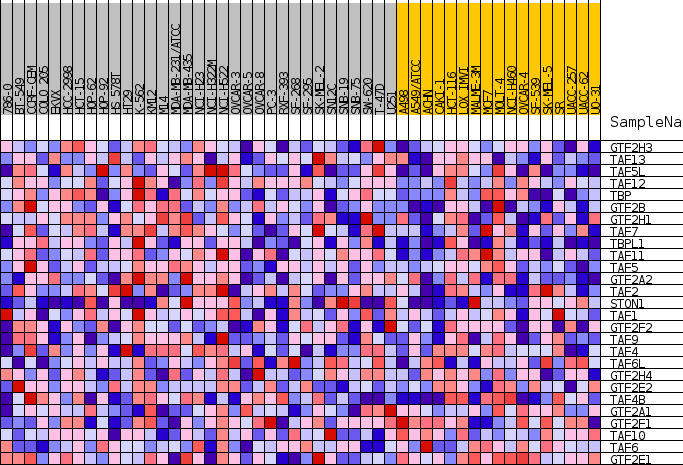 786-0
BT-549
CCRF-CEM
COLO 205
EKVX
HCC-2998
HCT-15
HOP-62
HOP-92
HS 578T
HT29
K-562
KM12
M14
MDA-MB-231/ATCC
MDA-MB-435
NCI-H23
NCI-H322M
NCI-H522
OVCAR-3
OVCAR-5
OVCAR-8
PC-3
RXF-393
SF-268
SF-295
SK-MEL-2
SN12C
SNB-19
SNB-75
SW-620
T-47D
U251
A498
A549/ATCC
ACHN
CAKI-1
HCT-116
LOX IMVI
MALME-3M
MCF7
MOLT-4
NCI-H460
OVCAR-4
SF-539
SK-MEL-5
SR
UACC-257
UACC-62
UO-31
SampleNa
GTF2H3
TAF13
TAF5L
TAF12
TBP
GTF2B
GTF2H1
TAF7
TBPL1
TAF11
TAF5
GTF2A2
TAF2
STON1
TAF1
GTF2F2
TAF9
TAF4
TAF6L
GTF2H4
GTF2E2
TAF4B
GTF2A1
GTF2F1
TAF10
TAF6
GTF2E1